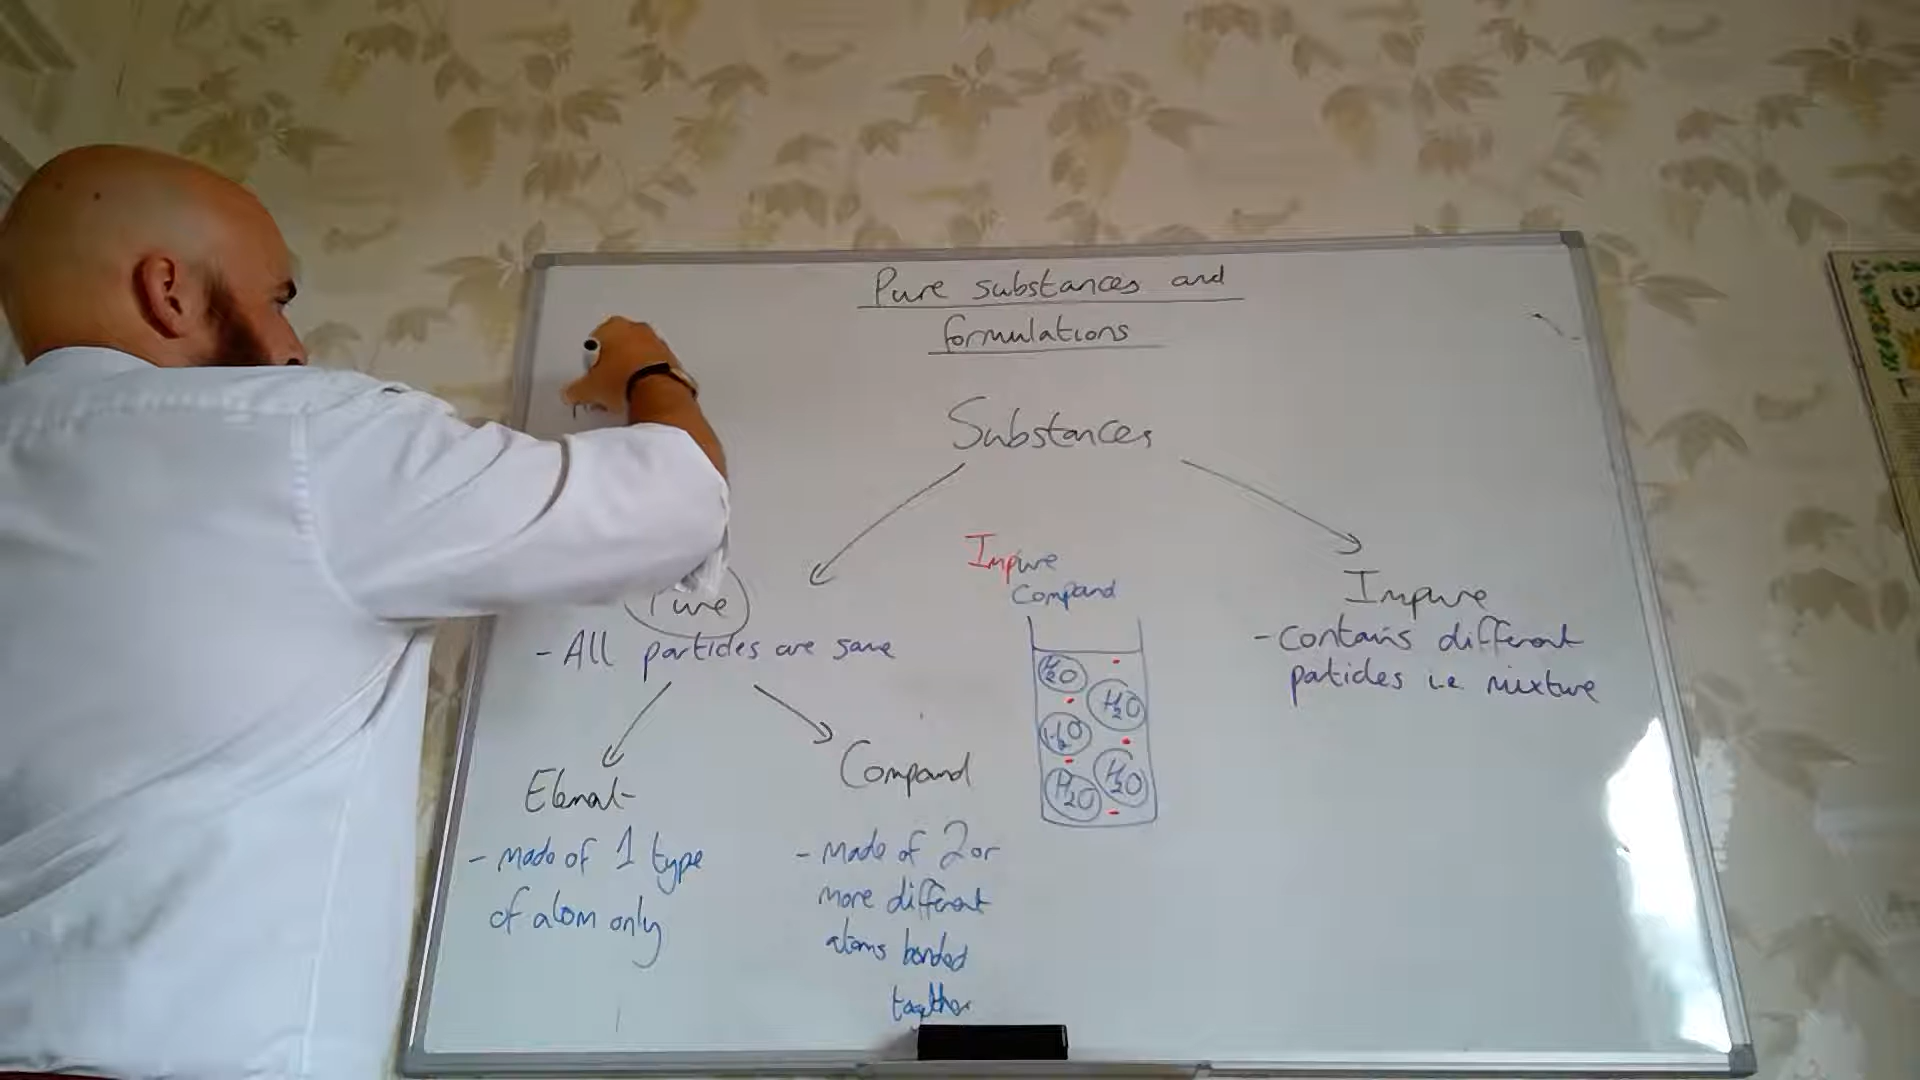 Pure substances and
formulations
Substances
Impure
Compound
Pure
- All particles are same
Impure
- contains different
particles i.e. mixture
Element
- made of 1 type
of atom only
Compound
- made of 2 or
more different
atoms bonded
together
H2O
H2O
H2O
H2O
H2O